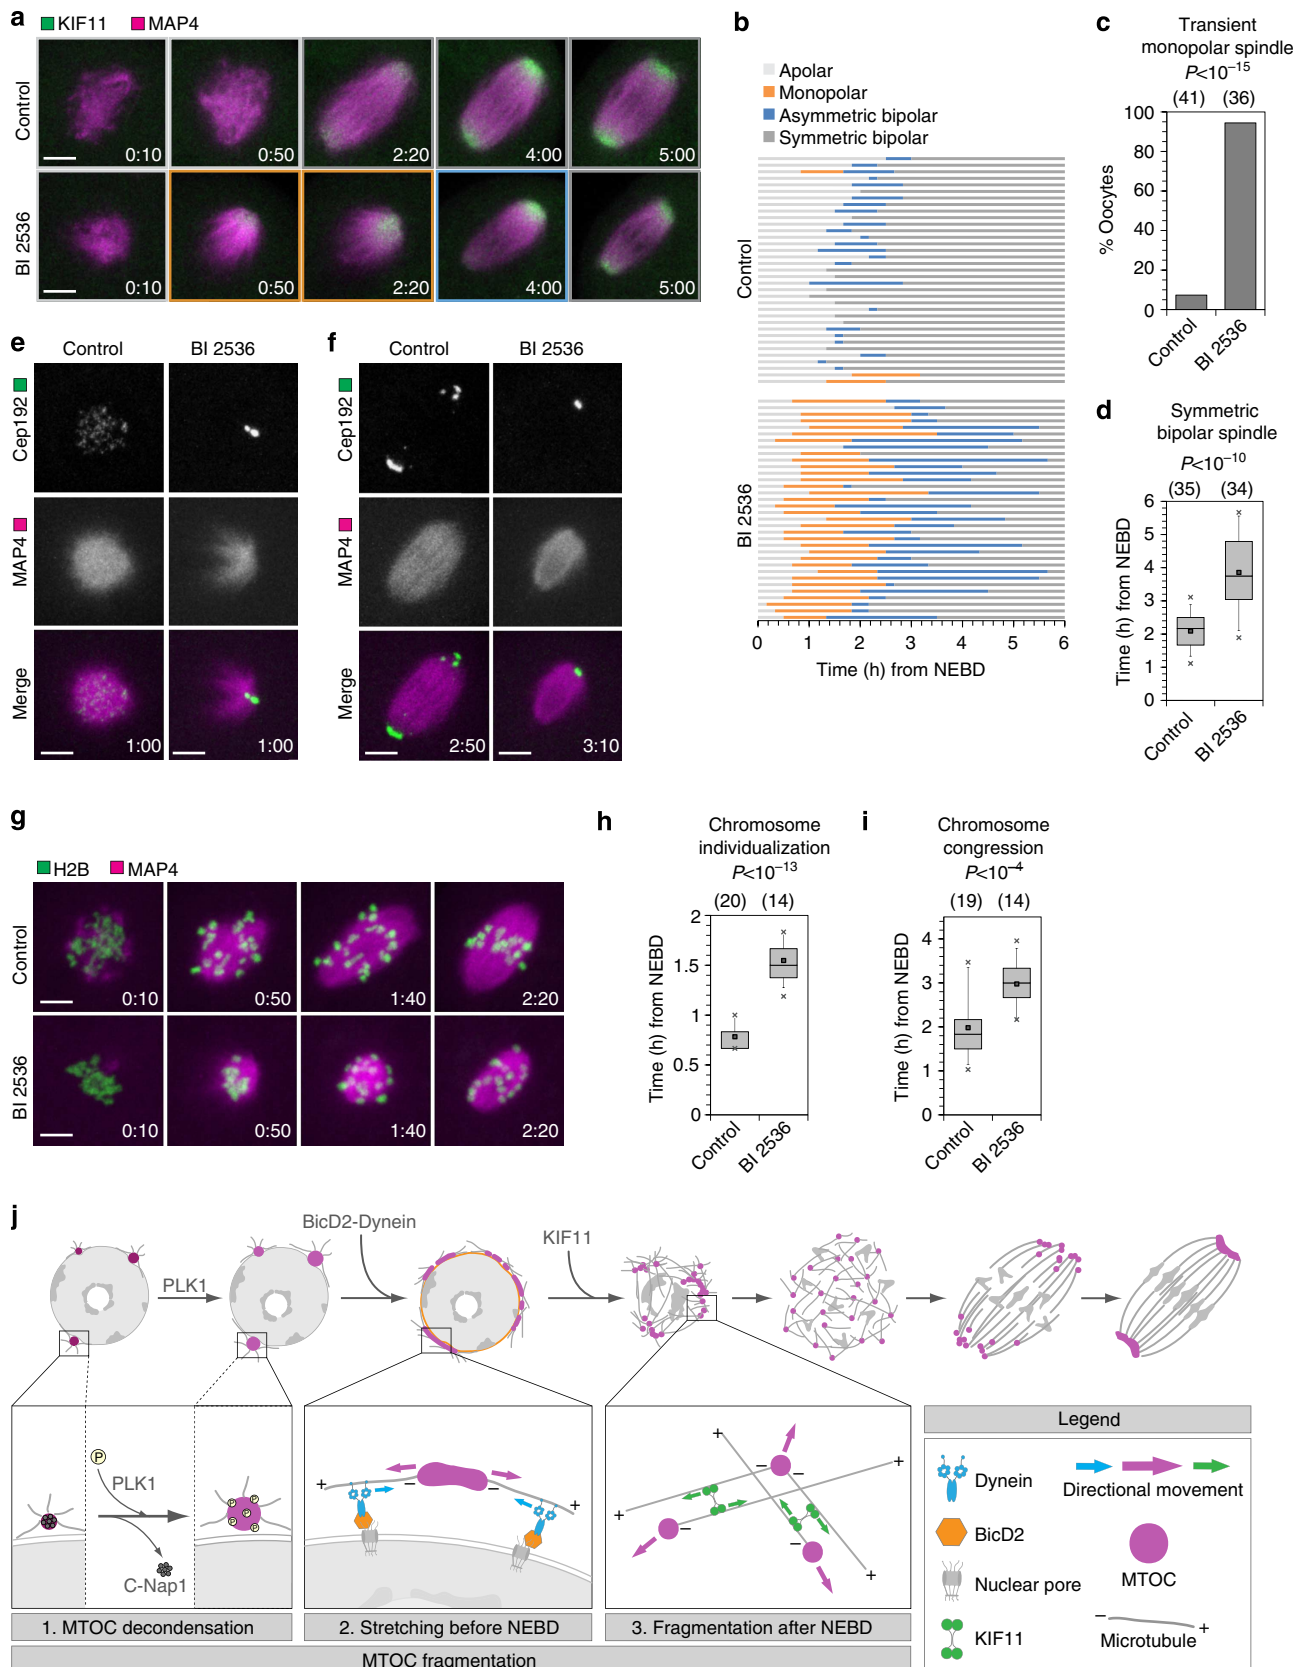 a
KIF11 MAP4
Control
0:10 0:50 2:20 4:00 5:00
BI 2536
0:10 0:50 2:20 4:00 5:00
b
Apolar
Monopolar
Asymmetric bipolar
Symmetric bipolar
Control
BI 2536
0 1 2 3 4 5 6
Time (h) from NEBD
c
Transient
monopolar spindle
P<10−15
(41) (36)
100
80
60
40
20
0
% Oocytes
Control BI 2536
d
Symmetric
bipolar spindle
P<10−10
(35) (34)
6
5
4
3
2
1
0
Time (h) from NEBD
Control BI 2536
e
Control BI 2536
Cep192
MAP4
Merge
1:00 1:00
f
Control BI 2536
Cep192
MAP4
Merge
2:50 3:10
g
H2B MAP4
Control
0:10 0:50 1:40 2:20
BI 2536
0:10 0:50 1:40 2:20
h
Chromosome
individualization
P<10−13
(20) (14)
2
1.5
1
0.5
0
Time (h) from NEBD
Control BI 2536
i
Chromosome
congression
P<10−4
(19) (14)
4
3
2
1
0
Time (h) from NEBD
Control BI 2536
j
PLK1
BicD2-Dynein
KIF11
P
PLK1
C-Nap1
P P P P P
1. MTOC decondensation
+ − +
2. Stretching before NEBD
+ − − +
+ − − +
3. Fragmentation after NEBD
MTOC fragmentation
Legend
Dynein
Directional movement
BicD2
Nuclear pore
MTOC
KIF11
− +
Microtubule